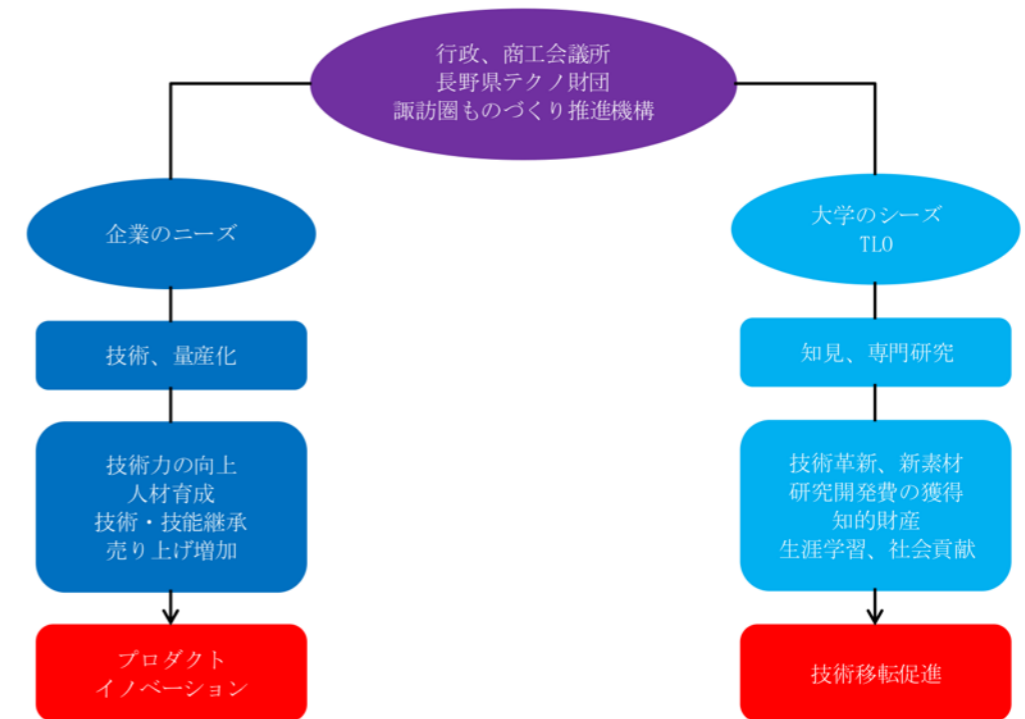 行政、商工会議所
長野県テクノ財団
諏訪圏ものづくり推進機構
企業のニーズ
技術、量産化
技術力の向上
人材育成
技術・技能継承
売り上げ増加
プロダクト
イノベーション
大学のシーズ
TLO
知見、専門研究
技術革新、新素材
研究開発費の獲得
知的財産
生涯学習、社会貢献
技術移転促進